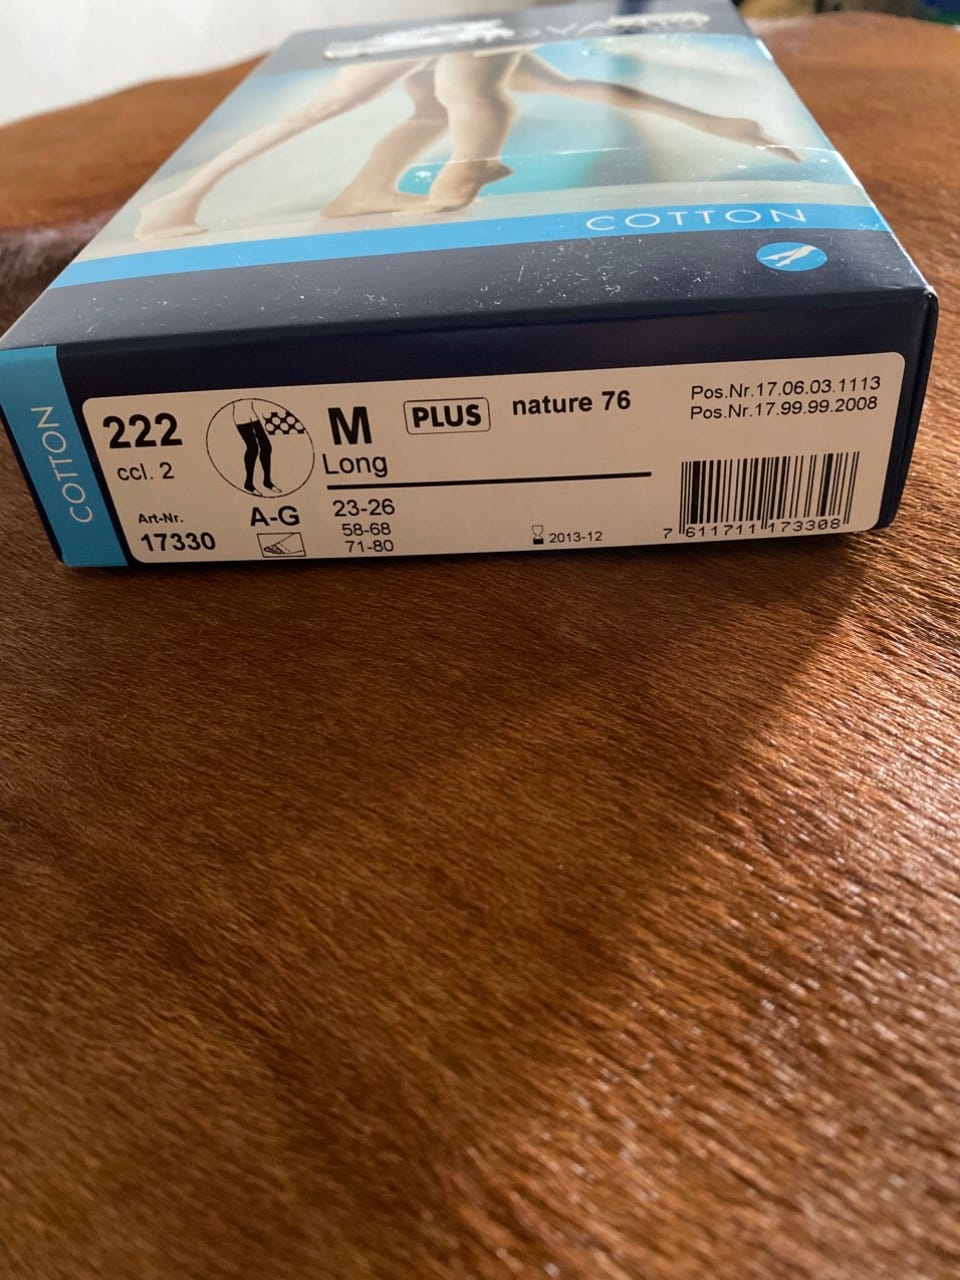 COTTON
COTTON
222
ccl. 2
Art-Nr.
17330
A-G
M
Long
PLUS
nature 76
23-26
58-68
71-80
2013-12
Pos.Nr.17.06.03.1113
Pos.Nr.17.99.99.2008
7 611711 173308